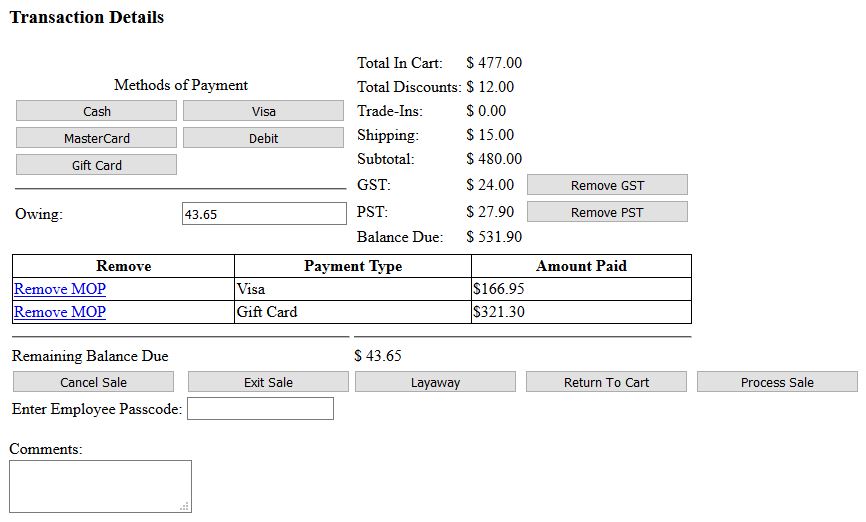 Transaction Details
Methods of Payment
Cash Visa
MasterCard Debit
Gift Card
Owing: 43.65
Total In Cart: $ 477.00
Total Discounts: $ 12.00
Trade-Ins: $ 0.00
Shipping: $ 15.00
Subtotal: $ 480.00
GST: $ 24.00 Remove GST
PST: $ 27.90 Remove PST
Balance Due: $ 531.90
Remove Payment Type Amount Paid
Remove MOP Visa $166.95
Remove MOP Gift Card $321.30
Remaining Balance Due $ 43.65
Cancel Sale Exit Sale Layaway Return To Cart Process Sale
Enter Employee Passcode:
Comments: